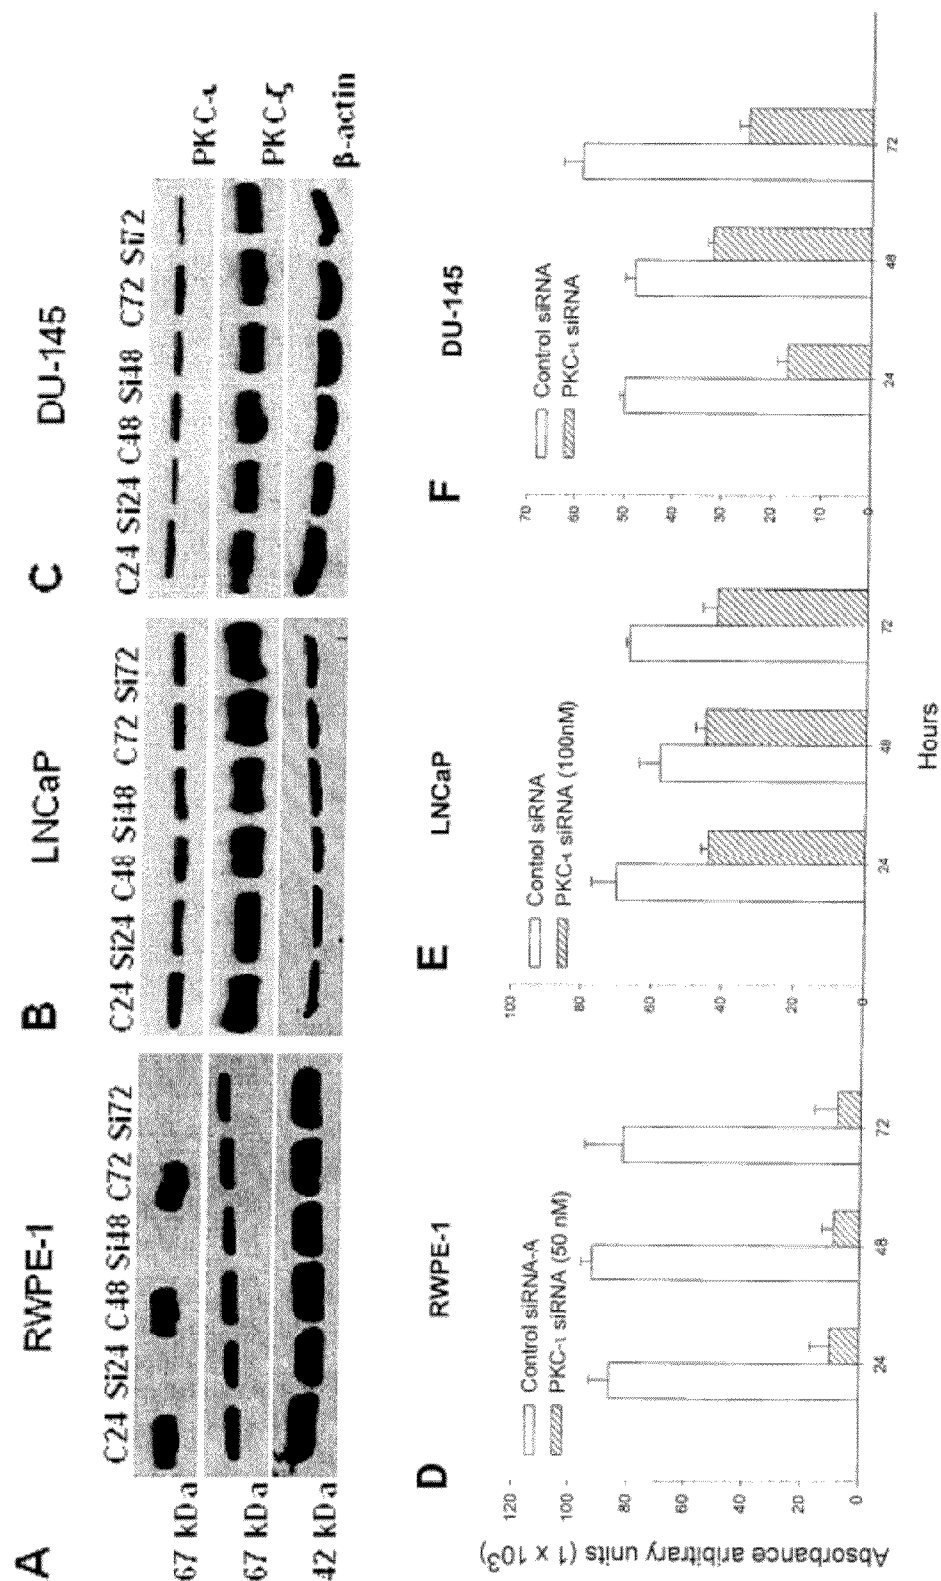 A
RWPE-1
C24 Si24 C48 Si48 C72 Si72
67 kDa
67 kDa
42 kDa
B
LNCaP
C24 Si24 C48 Si48 C72 Si72
C
DU-145
C24 Si24 C48 Si48 C72 Si72
PKC-ι
PKC-ζ
β-actin
D
RWPE-1
Control siRNA-A
PKC-ι siRNA (50 nM)
Absorbance aribitrary units (1 x 10³)
120
100
80
60
40
20
0
24
48
72
E
LNCaP
Control siRNA
PKC-ι siRNA (100nM)
100
80
60
40
20
0
24
48
72
Hours
F
DU-145
Control siRNA
PKC-ι siRNA
70
60
50
40
30
20
10
0
24
48
72